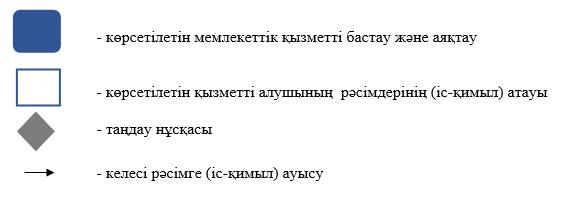 - көрсетілетін мемлекеттік қызметті бастау және аяқтау
- көрсетілетін қызметті алушының рәсімдерінің (іс-қимыл) атауы
- таңдау нұсқасы
- келесі рәсімге (іс-қимыл) ауысу